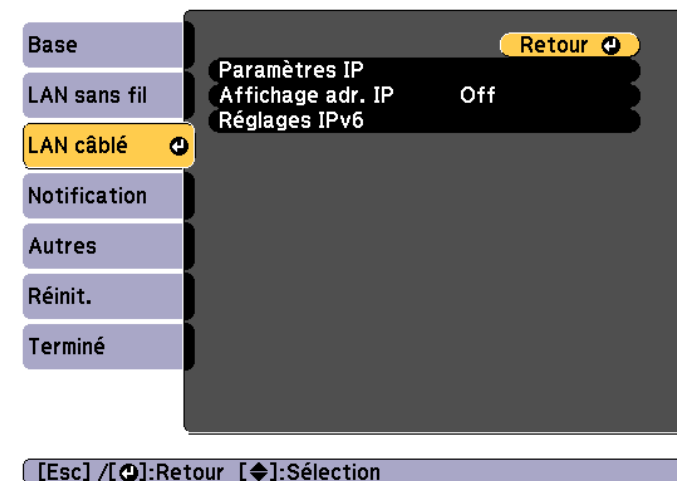 Base
Retour
Paramètres IP
LAN sans fil
Affichage adr. IP Off
Réglages IPv6
LAN câblé
Notification
Autres
Réinit.
Terminé
[Esc] /[⏎]:Retour [◆]:Sélection